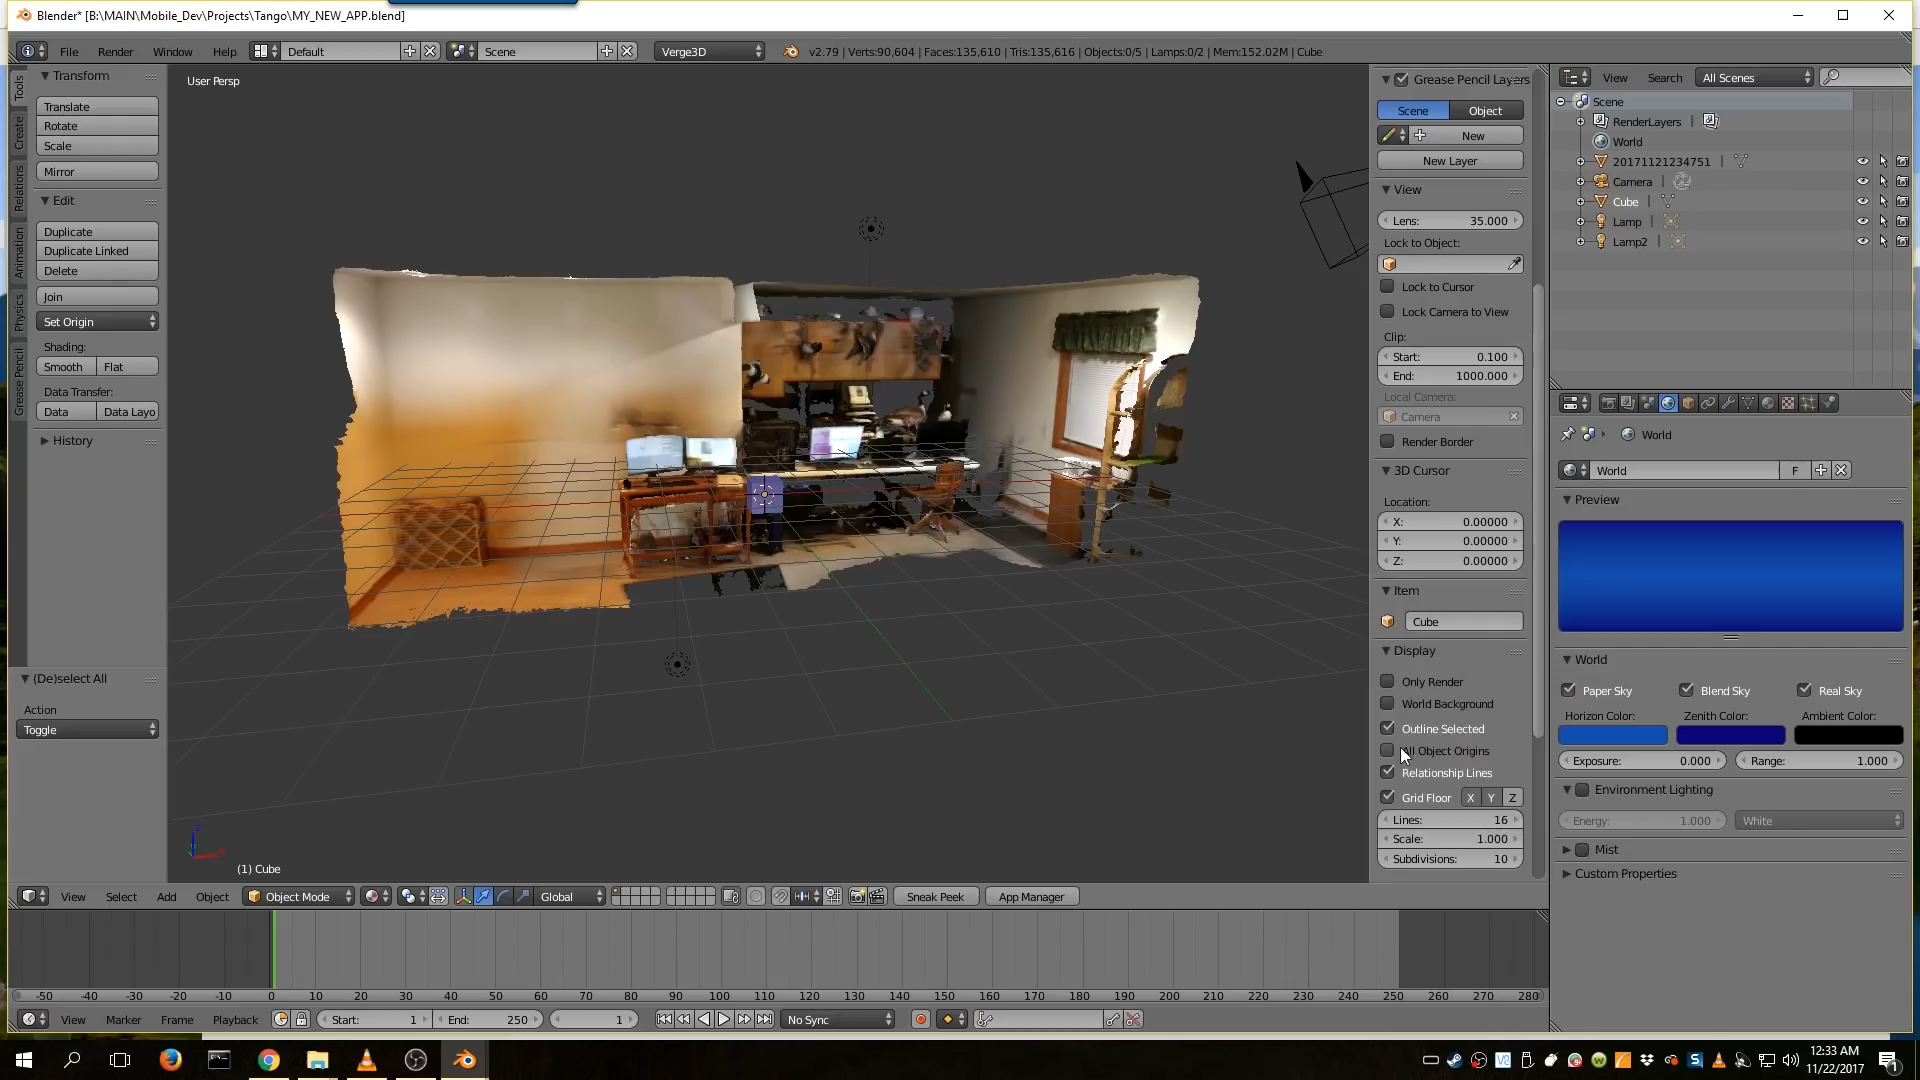 Blender* [B:\MAIN\Mobile_Dev\Projects\Tango\MY_NEW_APP.blend]
File Render Window Help Default Scene Verge3D v2.79 | Verts:90,604 | Faces:135,610 | Tris:135,616 | Objects:0/5 | Lamps:0/2 | Mem:152.02M | Cube
Tools
Create
Relations
Animation
Physics
Grease Pencil
Transform
Translate
Rotate
Scale
Mirror
Edit
Duplicate
Duplicate Linked
Delete
Join
Set Origin
Shading:
Smooth Flat
Data Transfer:
Data Data Layo
History
(De)select All
Action
Toggle
User Persp
(1) Cube
Grease Pencil Layers
Scene Object
New
New Layer
View
Lens: 35.000
Lock to Object:
Lock to Cursor
Lock Camera to View
Clip:
Start: 0.100
End: 1000.000
Local Camera:
Camera
Render Border
3D Cursor
Location:
X: 0.00000
Y: 0.00000
Z: 0.00000
Item
Cube
Display
Only Render
World Background
Outline Selected
All Object Origins
Relationship Lines
Grid Floor X Y Z
Lines: 16
Scale: 1.000
Subdivisions: 10
View Search All Scenes
Scene
RenderLayers
World
20171121234751
Camera
Cube
Lamp
Lamp2
World
World F
Preview
World
Paper Sky Blend Sky Real Sky
Horizon Color: Zenith Color: Ambient Color:
Exposure: 0.000 Range: 1.000
Environment Lighting
Energy: 1.000 White
Mist
Custom Properties
View Select Add Object Object Mode Global Sneak Peek App Manager
-50 -40 -30 -20 -10 0 10 20 30 40 50 60 70 80 90 100 110 120 130 140 150 160 170 180 190 200 210 220 230 240 250 260 270 280
View Marker Frame Playback Start: 1 End: 250 1 No Sync
12:33 AM
11/22/2017
1